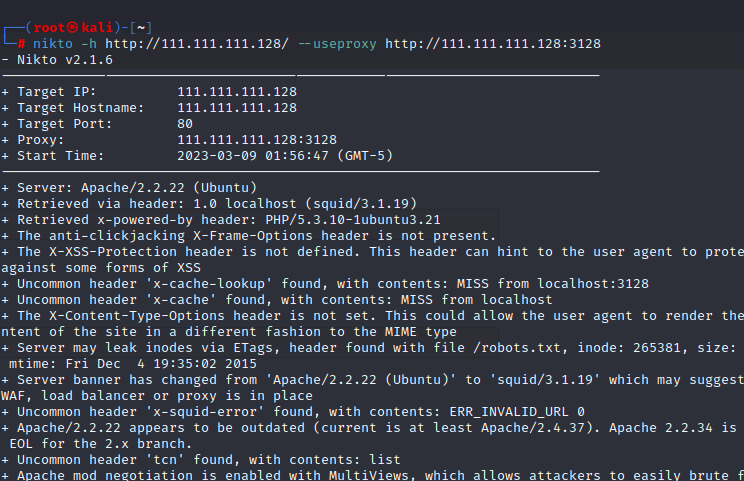 ┌──(root㉿kali)-[~]
└─# nikto -h http://111.111.111.128/ --useproxy http://111.111.111.128:3128
- Nikto v2.1.6
---------------------------------------------------------------------------
+ Target IP:          111.111.111.128
+ Target Hostname:    111.111.111.128
+ Target Port:        80
+ Proxy:              111.111.111.128:3128
+ Start Time:         2023-03-09 01:56:47 (GMT-5)
---------------------------------------------------------------------------
+ Server: Apache/2.2.22 (Ubuntu)
+ Retrieved via header: 1.0 localhost (squid/3.1.19)
+ Retrieved x-powered-by header: PHP/5.3.10-1ubuntu3.21
+ The anti-clickjacking X-Frame-Options header is not present.
+ The X-XSS-Protection header is not defined. This header can hint to the user agent to prote
against some forms of XSS
+ Uncommon header 'x-cache-lookup' found, with contents: MISS from localhost:3128
+ Uncommon header 'x-cache' found, with contents: MISS from localhost
+ The X-Content-Type-Options header is not set. This could allow the user agent to render the
ntent of the site in a different fashion to the MIME type
+ Server may leak inodes via ETags, header found with file /robots.txt, inode: 265381, size:
mtime: Fri Dec  4 19:35:02 2015
+ Server banner has changed from 'Apache/2.2.22 (Ubuntu)' to 'squid/3.1.19' which may suggest
WAF, load balancer or proxy is in place
+ Uncommon header 'x-squid-error' found, with contents: ERR_INVALID_URL 0
+ Apache/2.2.22 appears to be outdated (current is at least Apache/2.4.37). Apache 2.2.34 is
EOL for the 2.x branch.
+ Uncommon header 'tcn' found, with contents: list
+ Apache mod_negotiation is enabled with MultiViews, which allows attackers to easily brute f